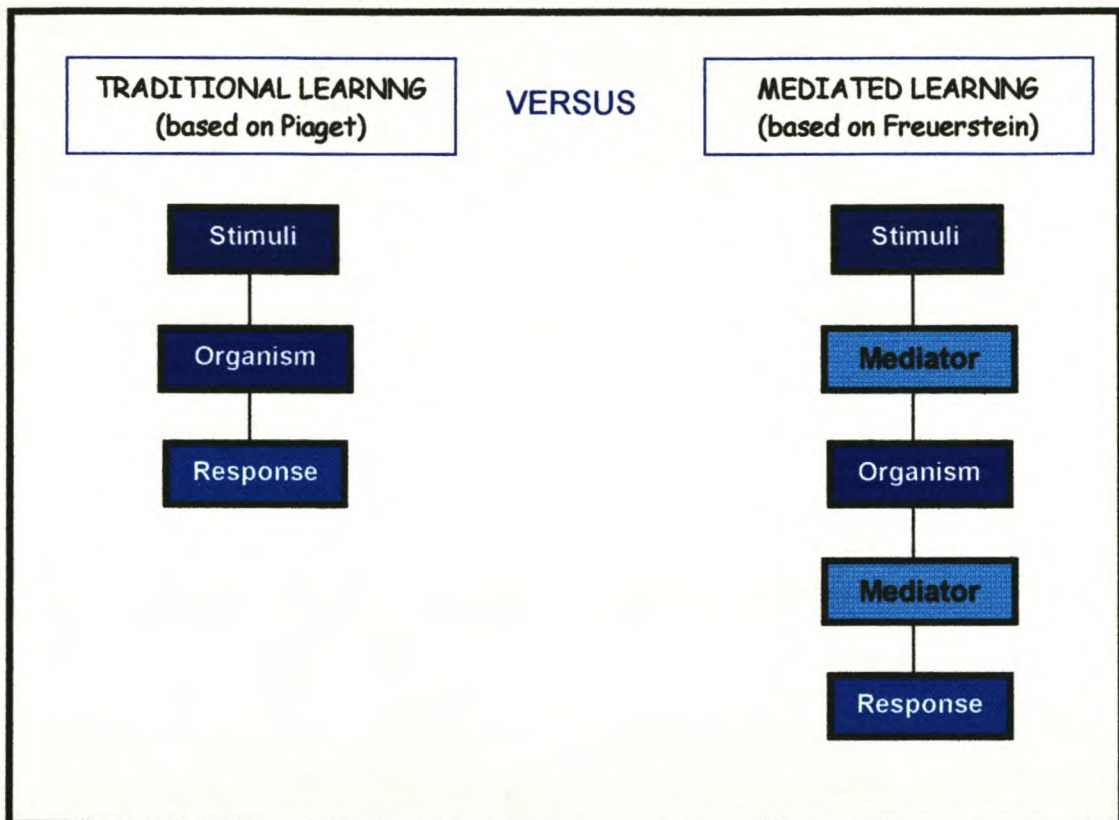 TRADITIONAL LEARNNG
(based on Piaget)
VERSUS
MEDIATED LEARNNG
(based on Freuerstein)
Stimuli
Organism
Response
Stimuli
Mediator
Organism
Mediator
Response